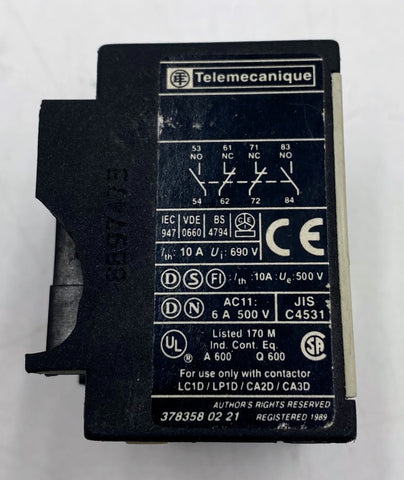 Telemecanique
53 61 71 83
NO NC NC NO
54 62 72 84
IEC VDE BS
947 0660 4794
CE
Ith: 10 A Ui: 690 V
D S FI : Ith :10A: Ue: 500 V
D N AC11: JIS
6 A 500 V C4531
UL Listed 170 M SA
Ind. Cont. Eq.
A 600 Q 600
For use only with contactor
LC1D / LP1D / CA2D / CA3D
AUTHOR'S RIGHTS RESERVED
378358 02 21 REGISTERED 1989